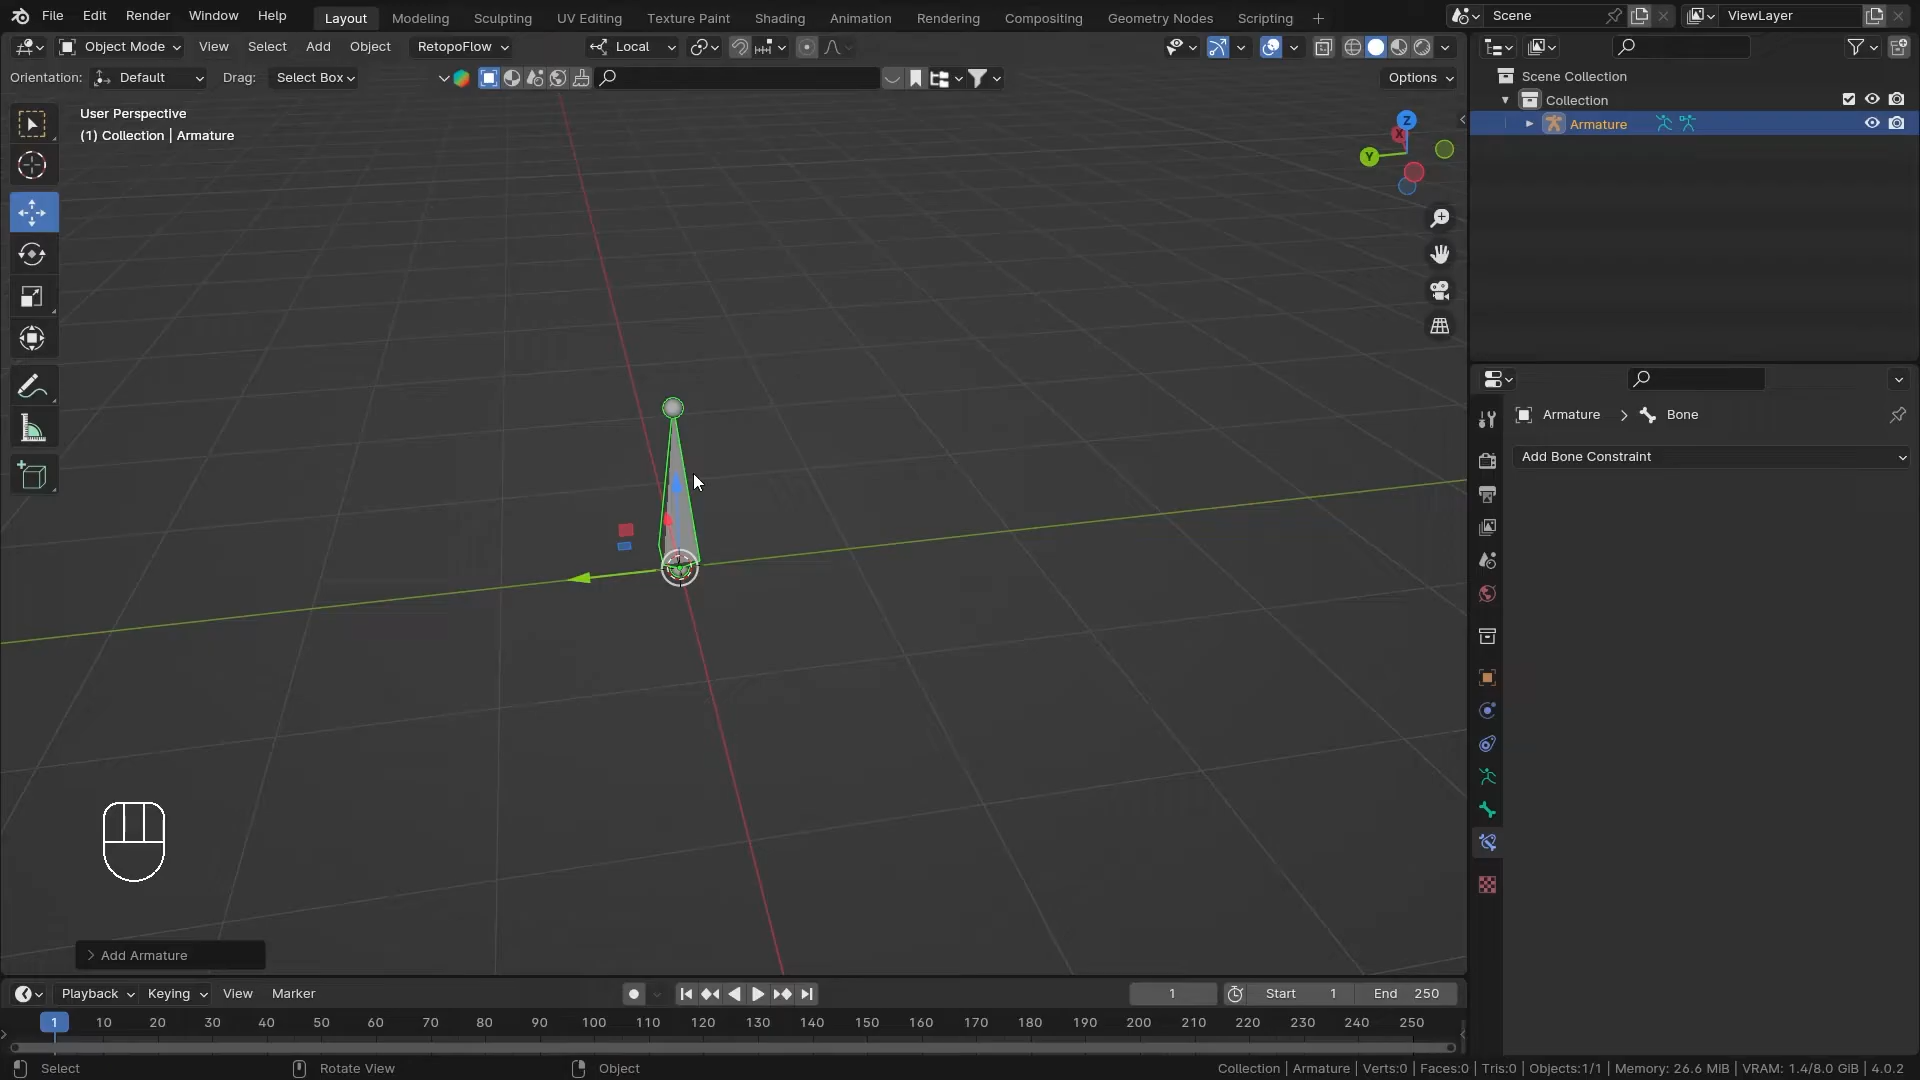 File Edit Render Window Help Layout Modeling Sculpting UV Editing Texture Paint Shading Animation Rendering Compositing Geometry Nodes Scripting + Scene ViewLayer
Object Mode View Select Add Object RetopoFlow Local
Orientation: Default Drag: Select Box Options
User Perspective
(1) Collection | Armature
Z
X
Y
Scene Collection
Collection
Armature
Armature > Bone
Add Bone Constraint
> Add Armature
Playback Keying View Marker 1 Start 1 End 250
1 10 20 30 40 50 60 70 80 90 100 110 120 130 140 150 160 170 180 190 200 210 220 230 240 250
Select Rotate View Object Collection | Armature | Verts:0 | Faces:0 | Tris:0 | Objects:1/1 | Memory: 26.6 MiB | VRAM: 1.4/8.0 GiB | 4.0.2